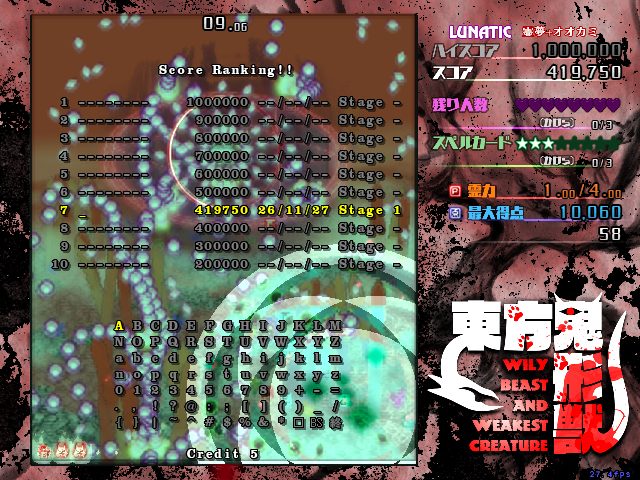 09.06
Score Ranking!!
1 -------- 1000000 --/--/-- Stage -
2 -------- 900000 --/--/-- Stage -
3 -------- 800000 --/--/-- Stage -
4 -------- 700000 --/--/-- Stage -
5 -------- 600000 --/--/-- Stage -
6 -------- 500000 --/--/-- Stage -
7 _ 419750 26/11/27 Stage 1
8 -------- 400000 --/--/-- Stage -
9 -------- 300000 --/--/-- Stage -
10 -------- 200000 --/--/-- Stage -
A B C D E F G H I J K L M
N O P Q R S T U V W X Y Z
a b c d e f g h i j k l m
n o p q r s t u v w x y z
0 1 2 3 4 5 6 7 8 9 + - =
. , ! ? @ : ; [ ] ( ) _ /
{ } | ~ ^ # $ % & * □ BS 終
Credit 5
LUNATIC 霊夢+オオカミ
ハイスコア 1,000,000
スコア 419,750
残り人数
(かけら) 0/3
スペルカード ★★★★★★★★★
(かけら) 0/3
P 霊力 1.00/4.00
最大得点 10,060
58
東方鬼形獣
WILY
BEAST
AND
WEAKEST
CREATURE
27.4fps